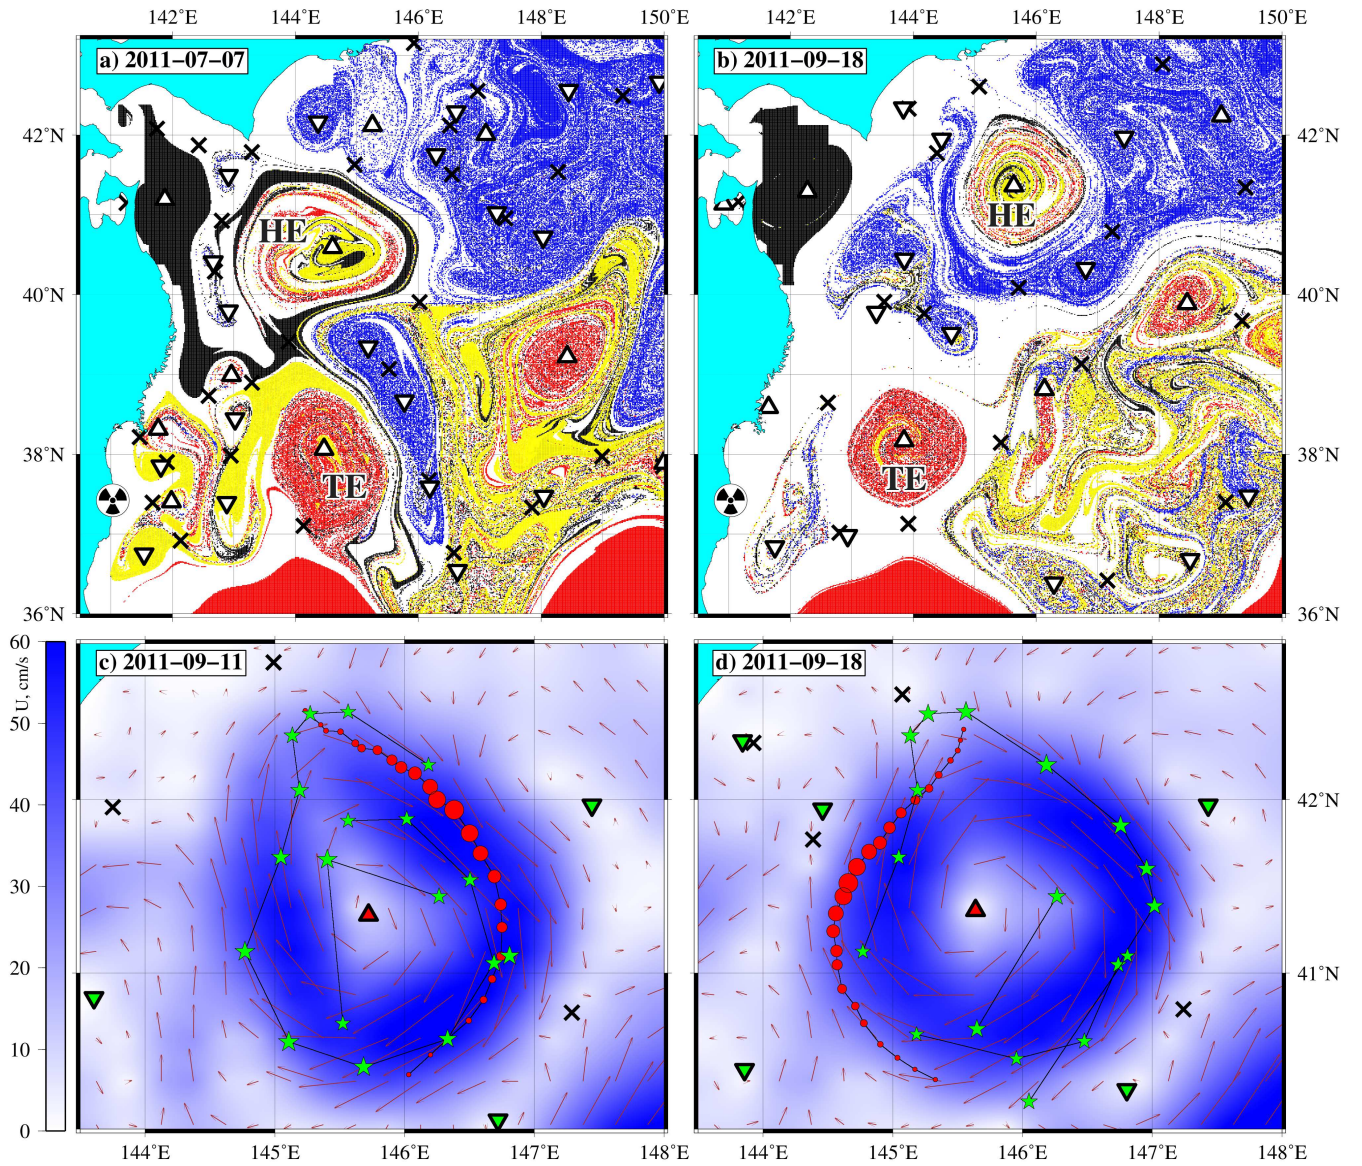 142°E 144°E 146°E 148°E 150°E 142°E 144°E 146°E 148°E 150°E
a) 2011−07−07
b) 2011−09−18
42°N
42°N
HE
HE
40°N
40°N
38°N
38°N
TE
TE
36°N
36°N
60
50
40
30
20
10
0
U, cm/s
c) 2011−09−11
d) 2011−09−18
42°N
41°N
144°E 145°E 146°E 147°E 148°E 144°E 145°E 146°E 147°E 148°E